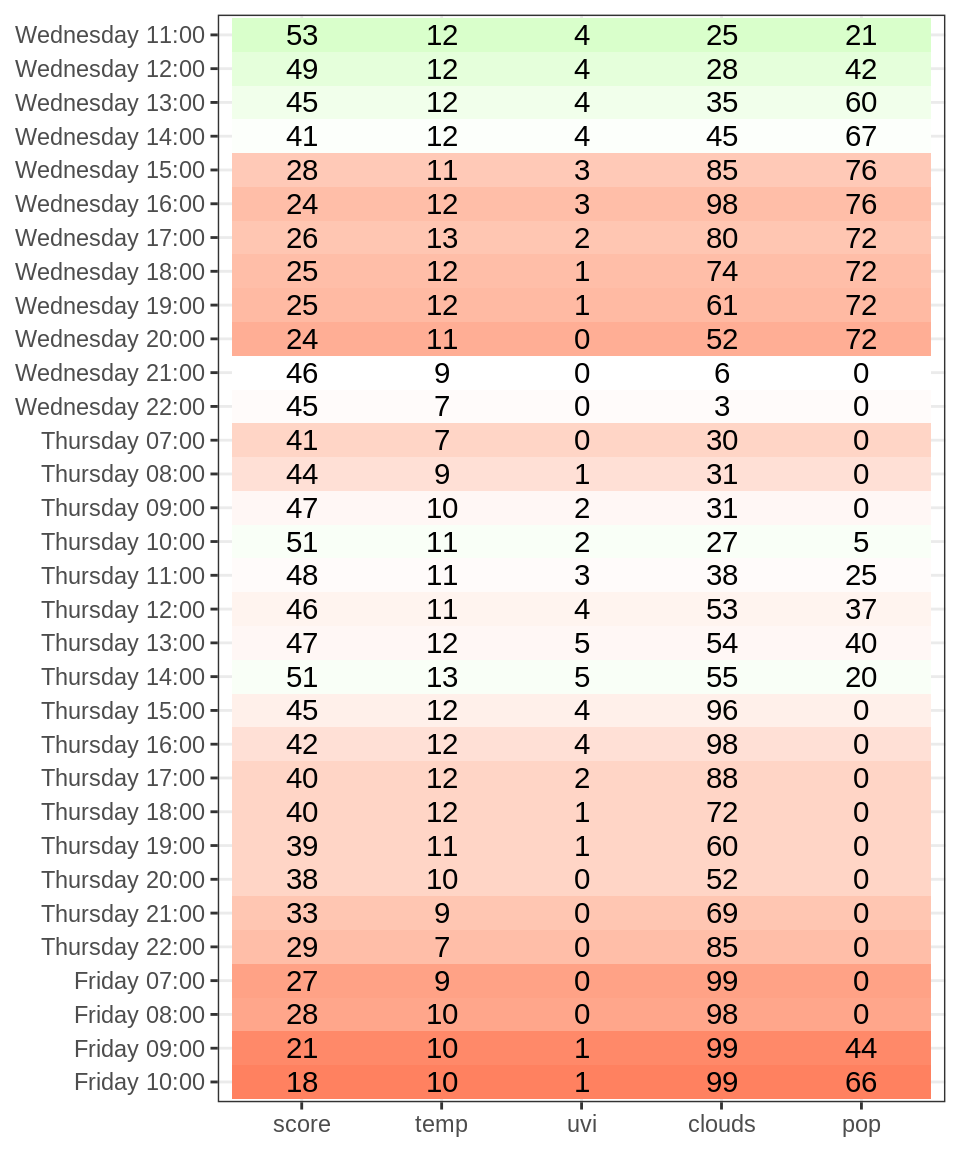 Wednesday 11:00 53 12 4 25 21
Wednesday 12:00 49 12 4 28 42
Wednesday 13:00 45 12 4 35 60
Wednesday 14:00 41 12 4 45 67
Wednesday 15:00 28 11 3 85 76
Wednesday 16:00 24 12 3 98 76
Wednesday 17:00 26 13 2 80 72
Wednesday 18:00 25 12 1 74 72
Wednesday 19:00 25 12 1 61 72
Wednesday 20:00 24 11 0 52 72
Wednesday 21:00 46 9 0 6 0
Wednesday 22:00 45 7 0 3 0
Thursday 07:00 41 7 0 30 0
Thursday 08:00 44 9 1 31 0
Thursday 09:00 47 10 2 31 0
Thursday 10:00 51 11 2 27 5
Thursday 11:00 48 11 3 38 25
Thursday 12:00 46 11 4 53 37
Thursday 13:00 47 12 5 54 40
Thursday 14:00 51 13 5 55 20
Thursday 15:00 45 12 4 96 0
Thursday 16:00 42 12 4 98 0
Thursday 17:00 40 12 2 88 0
Thursday 18:00 40 12 1 72 0
Thursday 19:00 39 11 1 60 0
Thursday 20:00 38 10 0 52 0
Thursday 21:00 33 9 0 69 0
Thursday 22:00 29 7 0 85 0
Friday 07:00 27 9 0 99 0
Friday 08:00 28 10 0 98 0
Friday 09:00 21 10 1 99 44
Friday 10:00 18 10 1 99 66
score temp uvi clouds pop